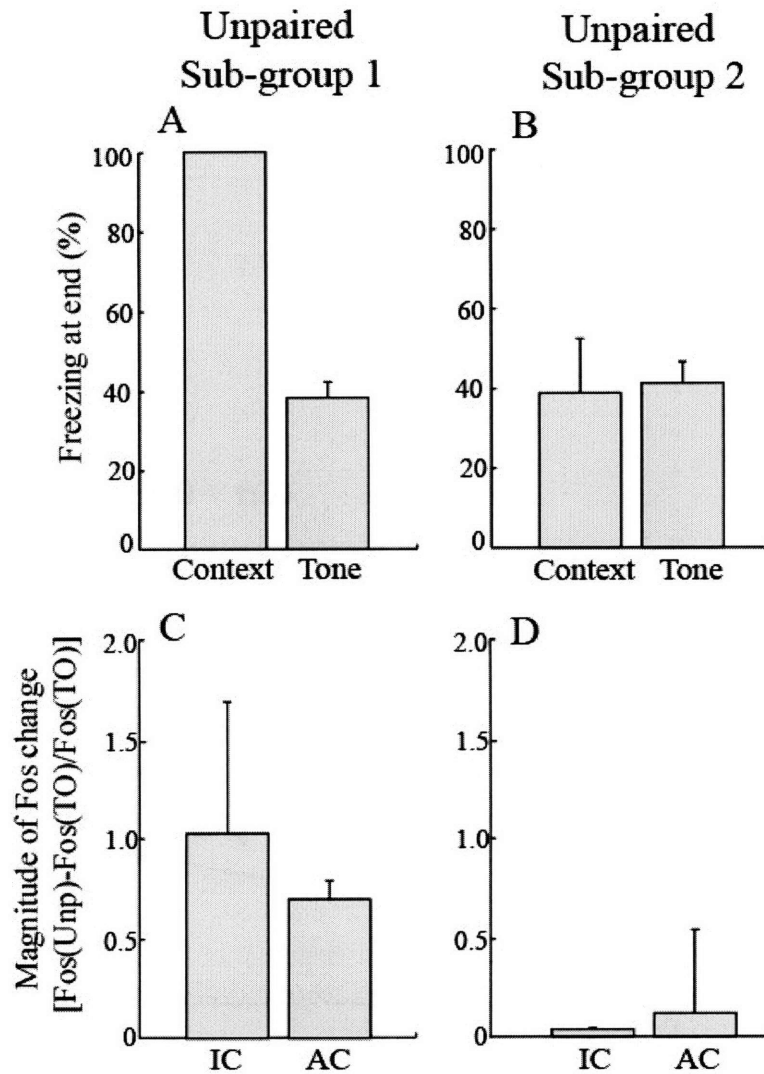 Unpaired
Sub-group 1
Unpaired
Sub-group 2
A
B
Freezing at end (%)
100
80
60
40
20
0
Context Tone
100
80
60
40
20
0
Context Tone
C
D
Magnitude of Fos change
[Fos(Unp)-Fos(TO)/Fos(TO)]
2.0
1.5
1.0
0.5
0
IC AC
2.0
1.5
1.0
0.5
0
IC AC